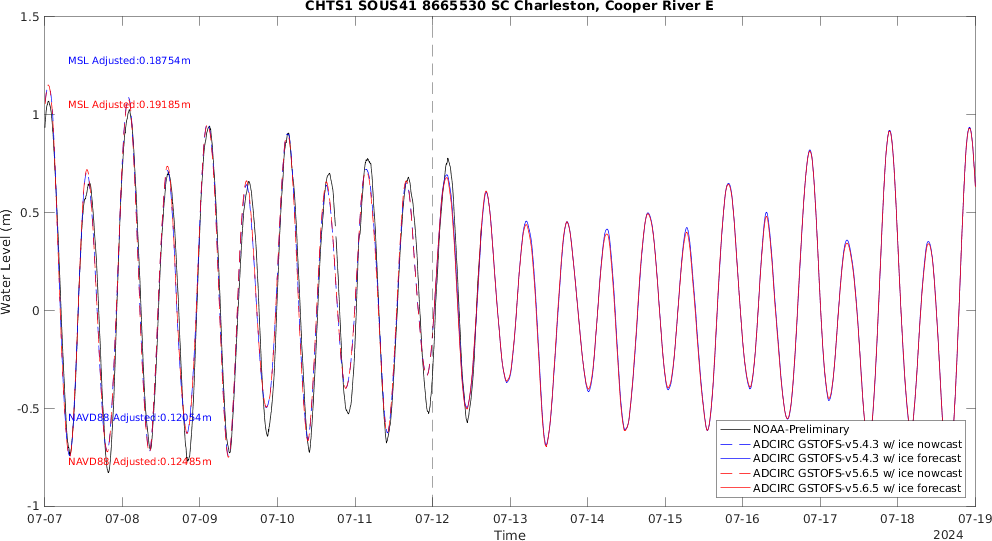 CHTS1 SOUS41 8665530 SC Charleston, Cooper River E
1.5
1
0.5
0
-0.5
-1
Water Level (m)
MSL Adjusted:0.18754m
MSL Adjusted:0.19185m
NAVD88 Adjusted:0.12054m
NAVD88 Adjusted:0.12485m
NOAA-Preliminary
ADCIRC GSTOFS-v5.4.3 w/ ice nowcast
ADCIRC GSTOFS-v5.4.3 w/ ice forecast
ADCIRC GSTOFS-v5.6.5 w/ ice nowcast
ADCIRC GSTOFS-v5.6.5 w/ ice forecast
07-07 07-08 07-09 07-10 07-11 07-12 07-13 07-14 07-15 07-16 07-17 07-18 07-19
Time
2024